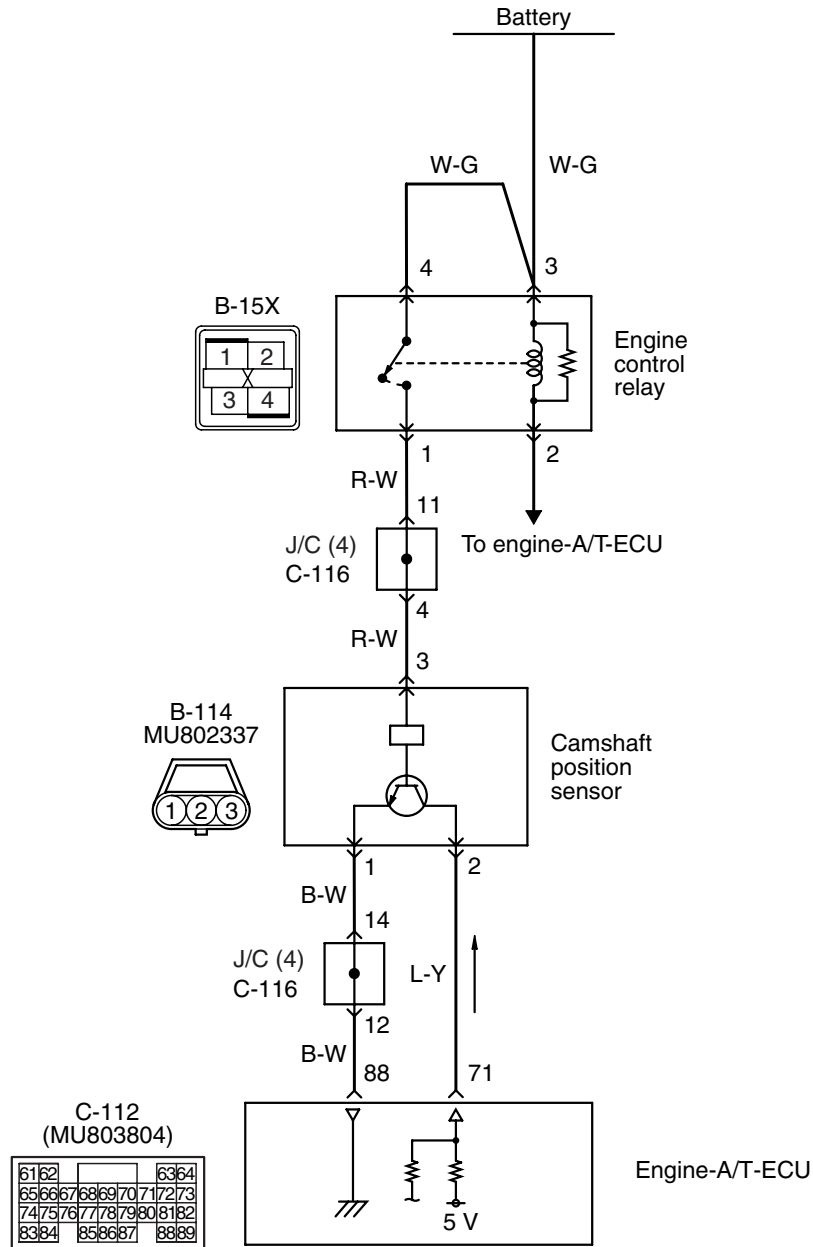 Battery
W-G
W-G
4
3
B-15X
1 2
3 4
Engine
control
relay
1
2
R-W
11
J/C (4)
C-116
To engine-A/T-ECU
4
R-W
3
B-114
MU802337
1 2 3
Camshaft
position
sensor
1
2
B-W
14
J/C (4)
C-116
L-Y
12
B-W
88
71
C-112
(MU803804)
61 62 63 64
65 66 67 68 69 70 71 72 73
74 75 76 77 78 79 80 81 82
83 84 85 86 87 88 89
5 V
Engine-A/T-ECU